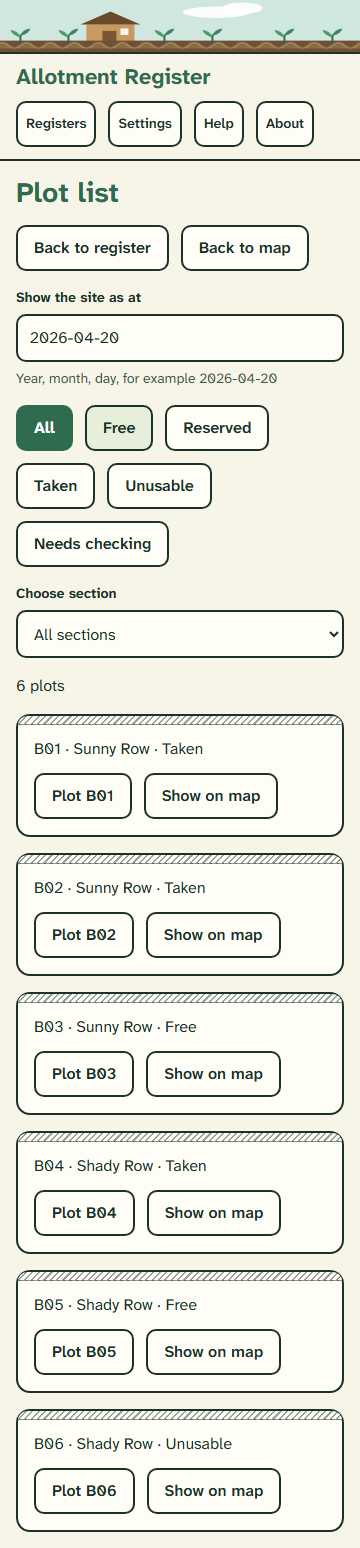 Allotment Register
Registers Settings Help About
Plot list
Back to register Back to map
Show the site as at
2026-04-20
Year, month, day, for example 2026-04-20
All Free Reserved
Taken Unusable
Needs checking
Choose section
All sections
6 plots
B01 · Sunny Row · Taken
Plot B01 Show on map
B02 · Sunny Row · Taken
Plot B02 Show on map
B03 · Sunny Row · Free
Plot B03 Show on map
B04 · Shady Row · Taken
Plot B04 Show on map
B05 · Shady Row · Free
Plot B05 Show on map
B06 · Shady Row · Unusable
Plot B06 Show on map